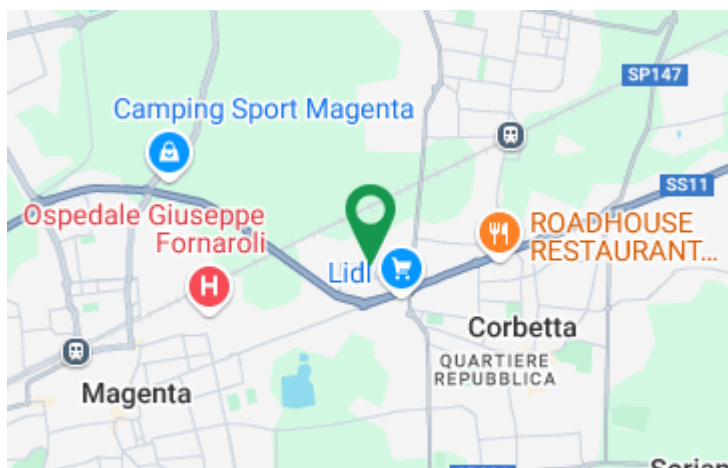 SP147
Camping Sport Magenta
SS11
Ospedale Giuseppe
Fornaroli
H
ROADHOUSE
RESTAURANT...
Lidl
Corbetta
QUARTIERE
REPUBBLICA
Magenta